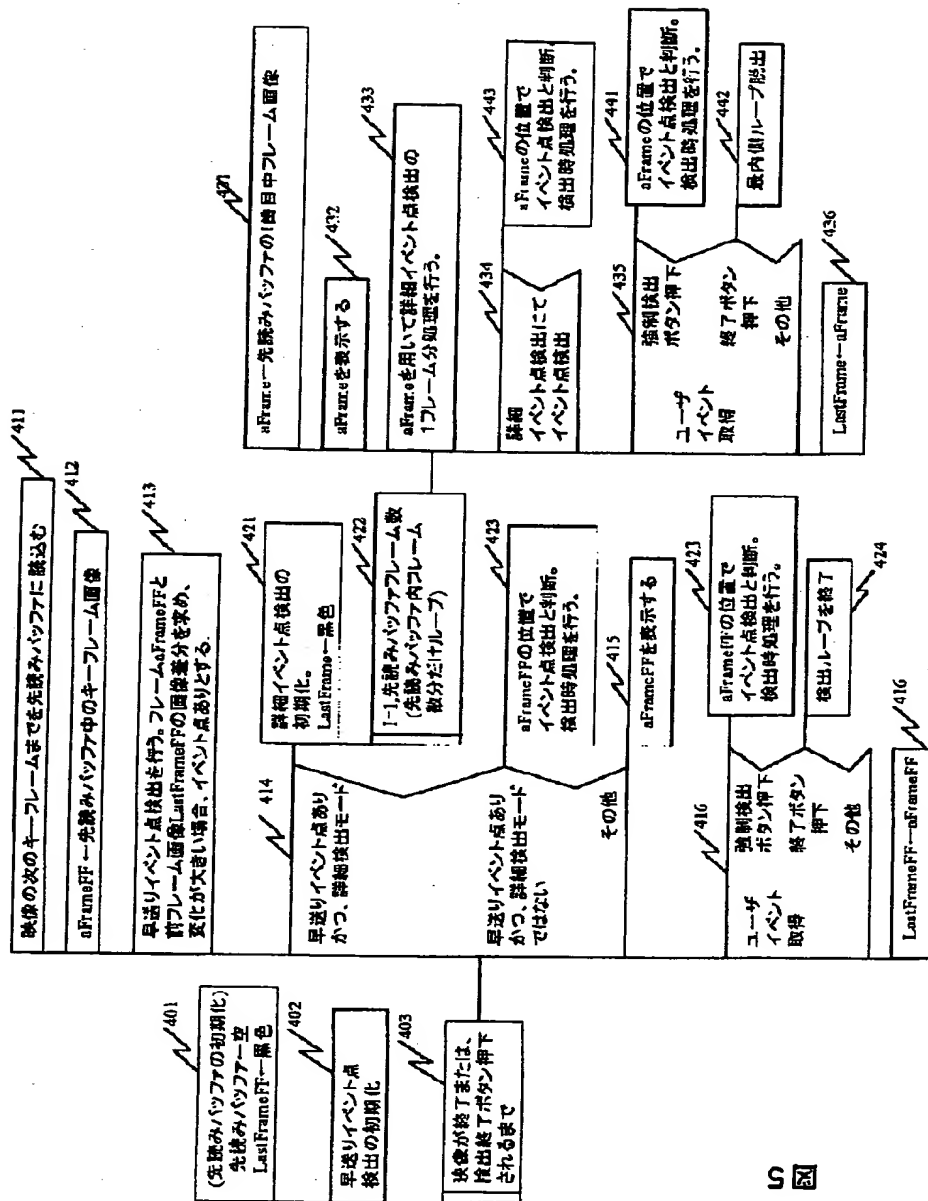 図 5
401
(先読みバッファの初期化)
先読みバッファ←空
LastFrameFF←黒色
402
早送りイベント点
検出の初期化
403
映像が終了または、
検出終了ボタン押下
されるまで
411
映像の次のキーフレームまでを先読みバッファに読込む
412
aFrameFF←先読みバッファ中のキーフレーム画像
413
早送りイベント点検出を行う。フレームaFrameFFと
前フレーム画像LastFrameFFの画像差分を求め、
変化が大きい場合、イベント点ありとする。
414
早送りイベント点あり
かつ、詳細検出モード
421
詳細イベント点検出の
初期化。
LastFrame←黒色
422
I=1,先読みバッファフレーム数
(先読みバッファ内フレーム
数分だけループ)
早送りイベント点あり
かつ、詳細検出モード
ではない
423
aFrameFFの位置で
イベント点検出と判断。
検出時処理を行う。
その他
415
aFrameFFを表示する
416
ユーザ
イベント
取得
強制検出
ボタン押下
423
aFrameFFの位置で
イベント点検出と判断。
検出時処理を行う。
終了ボタン
押下
424
検出ループを終了
その他
416
LastFrameFF←aFrameFF
aFrame←先読みバッファの1番目中フレーム画像
432
aFrameを表示する
433
aFrameを用いて詳細イベント点検出の
1フレーム分処理を行う。
434
詳細
イベント点検出にて
イベント点検出
443
aFrameの位置で
イベント点検出と判断。
検出時処理を行う。
435
ユーザ
イベント
取得
強制検出
ボタン押下
441
aFrameの位置で
イベント点検出と判断。
検出時処理を行う。
終了ボタン
押下
442
最内側ループ脱出
その他
436
LastFrame←aFrame